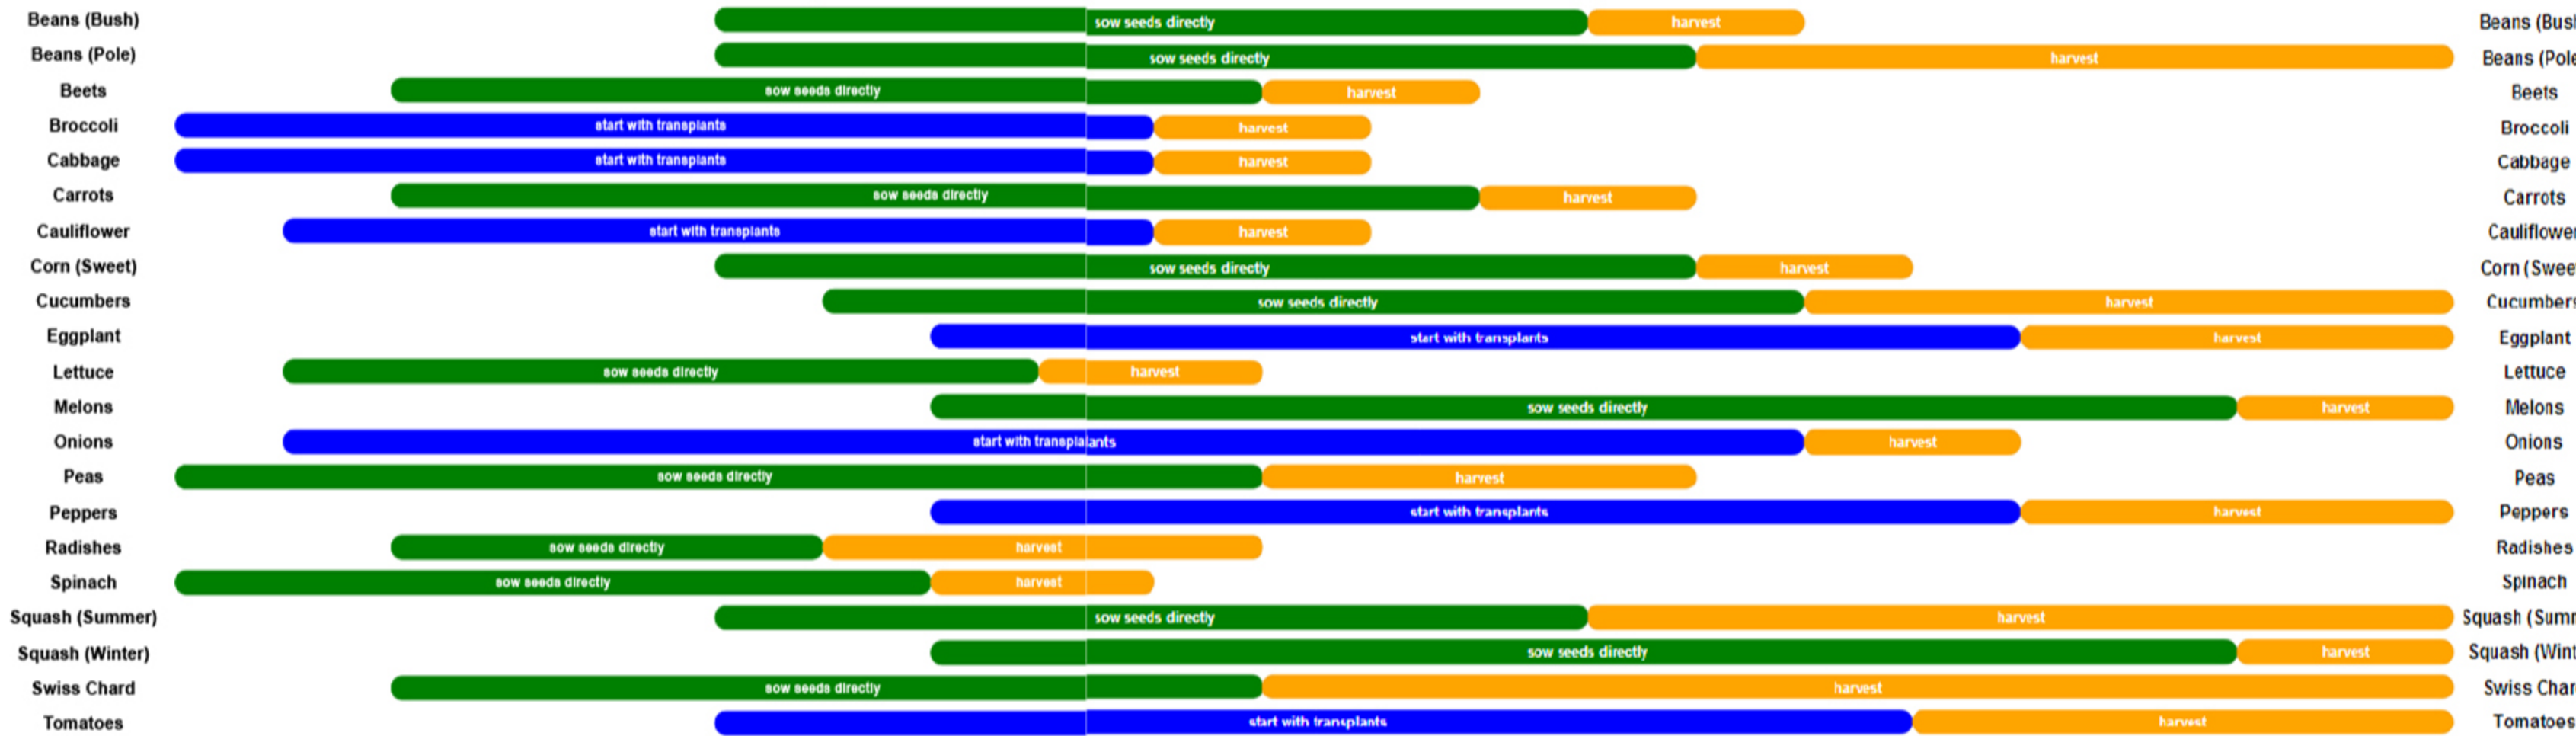 Beans (Bush) sow seeds directly harvest Beans (Bus
Beans (Pole) sow seeds directly harvest Beans (Pole
Beets sow seeds directly harvest Beets
Broccoli start with transplants harvest Broccoli
Cabbage start with transplants harvest Cabbage
Carrots sow seeds directly harvest Carrots
Cauliflower start with transplants harvest Cauliflower
Corn (Sweet) sow seeds directly harvest Corn (Swee
Cucumbers sow seeds directly harvest Cucumbers
Eggplant start with transplants harvest Eggplant
Lettuce sow seeds directly harvest Lettuce
Melons sow seeds directly harvest Melons
Onions start with transplaiants harvest Onions
Peas sow seeds directly harvest Peas
Peppers start with transplants harvest Peppers
Radishes sow seeds directly harvest Radishes
Spinach sow seeds directly harvest Spinach
Squash (Summer) sow seeds directly harvest Squash (Sumr
Squash (Winter) sow seeds directly harvest Squash (Wint
Swiss Chard sow seeds directly harvest Swiss Char
Tomatoes start with transplants harvest Tomatoes